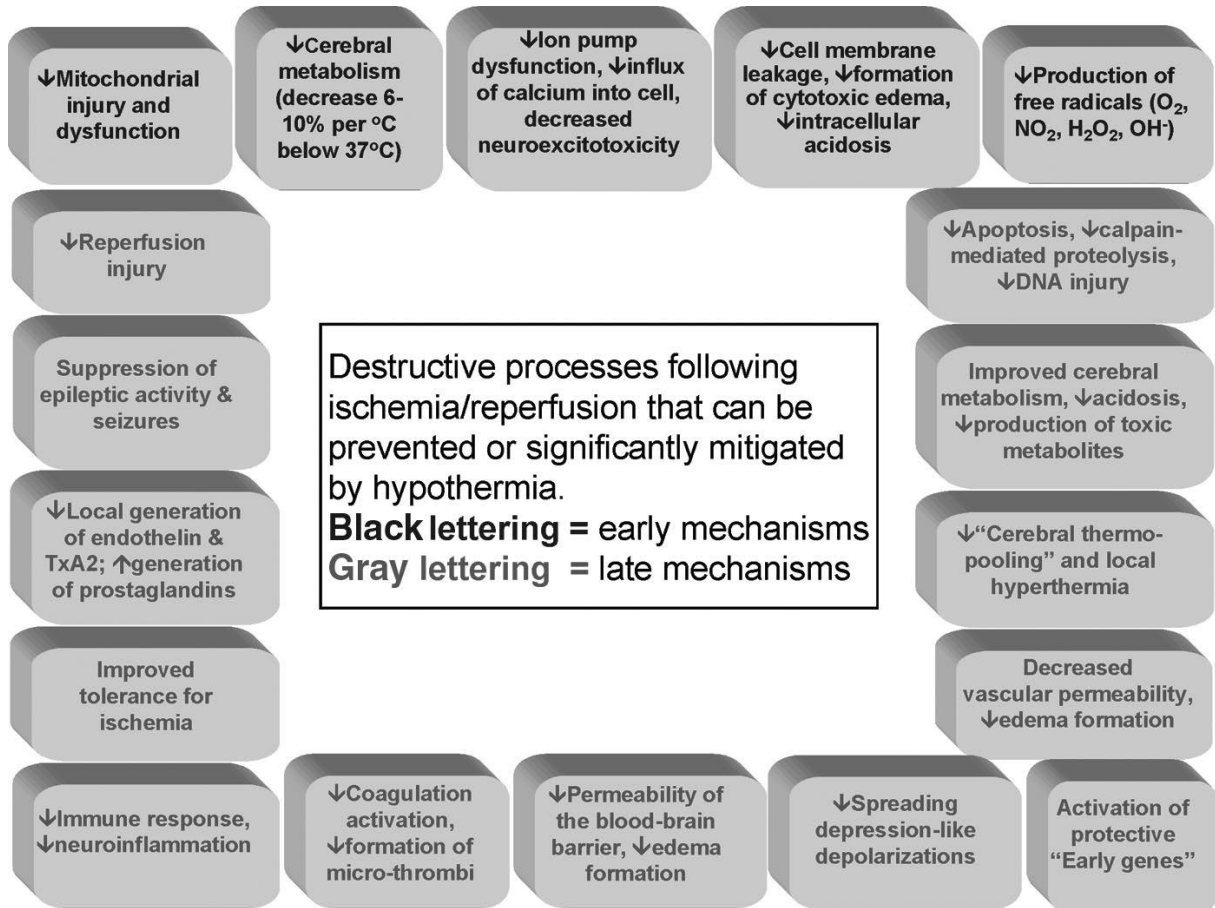 ↓Mitochondrial
injury and
dysfunction
↓Cerebral
metabolism
(decrease 6-
10% per ºC
below 37ºC)
↓Ion pump
dysfunction, ↓influx
of calcium into cell,
decreased
neuroexcitotoxicity
↓Cell membrane
leakage, ↓formation
of cytotoxic edema,
↓intracellular
acidosis
↓Production of
free radicals (O₂,
NO₂, H₂O₂, OH⁻)
↓Reperfusion
injury
↓Apoptosis, ↓calpain-
mediated proteolysis,
↓DNA injury
Suppression of
epileptic activity &
seizures
Destructive processes following
ischemia/reperfusion that can be
prevented or significantly mitigated
by hypothermia.
Black lettering = early mechanisms
Gray lettering = late mechanisms
Improved cerebral
metabolism, ↓acidosis,
↓production of toxic
metabolites
↓Local generation
of endothelin &
TxA2; ↑generation
of prostaglandins
↓“Cerebral thermo-
pooling” and local
hyperthermia
Improved
tolerance for
ischemia
Decreased
vascular permeability,
↓edema formation
↓Immune response,
↓neuroinflammation
↓Coagulation
activation,
↓formation of
micro-thrombi
↓Permeability of
the blood-brain
barrier, ↓edema
formation
↓Spreading
depression-like
depolarizations
Activation of
protective
“Early genes”